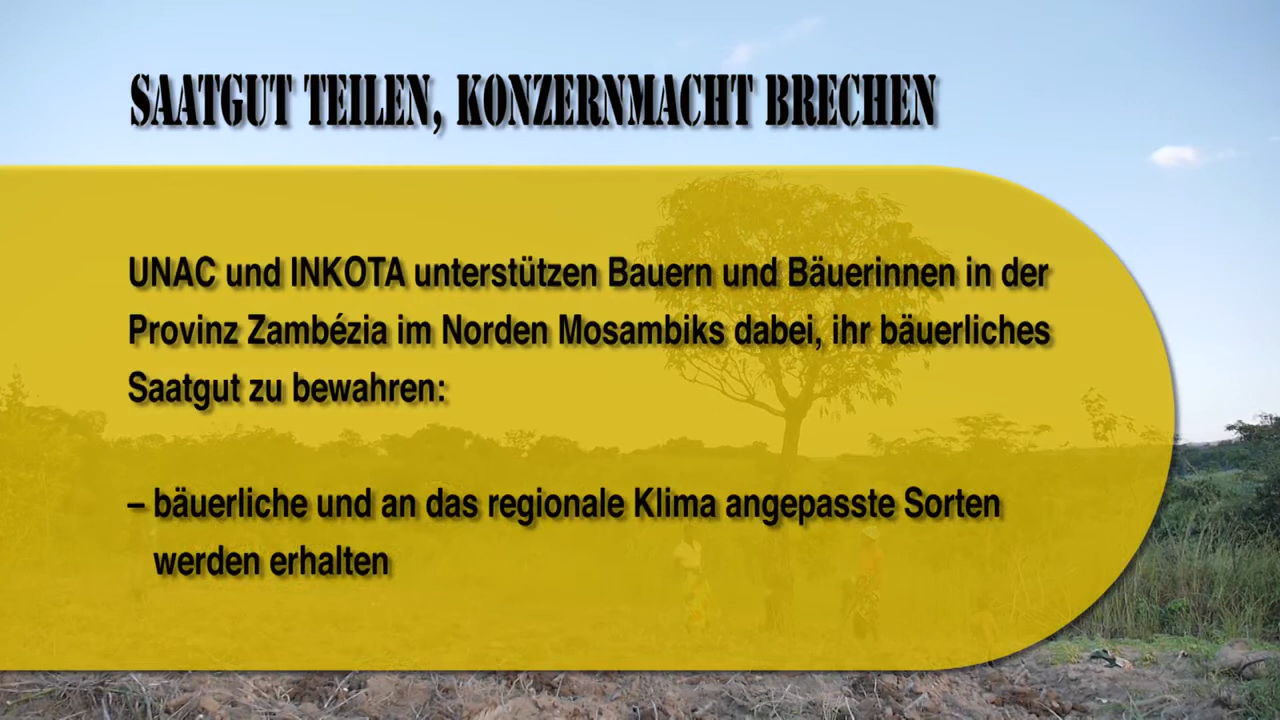 SAATGUT TEILEN, KONZERNMACHT BRECHEN
UNAC und INKOTA unterstützen Bauern und Bäuerinnen in der
Provinz Zambézia im Norden Mosambiks dabei, ihr bäuerliches
Saatgut zu bewahren:
– bäuerliche und an das regionale Klima angepasste Sorten
werden erhalten